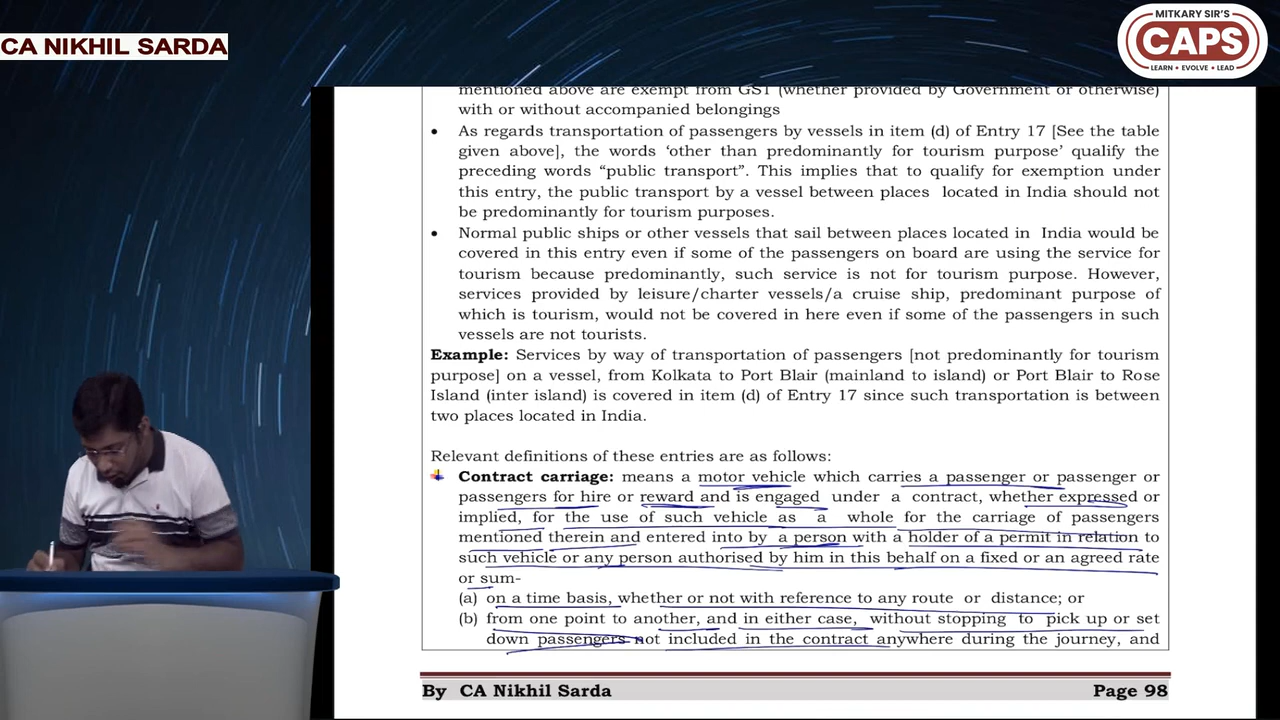 CA NIKHIL SARDA
MITKARY SIR'S
CAPS
LEARN • EVOLVE • LEAD
mentioned above are exempt from GST (whether provided by Government or otherwise)
with or without accompanied belongings
• As regards transportation of passengers by vessels in item (d) of Entry 17 [See the table
given above], the words ‘other than predominantly for tourism purpose’ qualify the
preceding words “public transport”. This implies that to qualify for exemption under
this entry, the public transport by a vessel between places located in India should not
be predominantly for tourism purposes.
• Normal public ships or other vessels that sail between places located in India would be
covered in this entry even if some of the passengers on board are using the service for
tourism because predominantly, such service is not for tourism purpose. However,
services provided by leisure/charter vessels/a cruise ship, predominant purpose of
which is tourism, would not be covered in here even if some of the passengers in such
vessels are not tourists.
Example: Services by way of transportation of passengers [not predominantly for tourism
purpose] on a vessel, from Kolkata to Port Blair (mainland to island) or Port Blair to Rose
Island (inter island) is covered in item (d) of Entry 17 since such transportation is between
two places located in India.
Relevant definitions of these entries are as follows:
Contract carriage: means a motor vehicle which carries a passenger or passenger or
passengers for hire or reward and is engaged under a contract, whether expressed or
implied, for the use of such vehicle as a whole for the carriage of passengers
mentioned therein and entered into by a person with a holder of a permit in relation to
such vehicle or any person authorised by him in this behalf on a fixed or an agreed rate
or sum-
(a) on a time basis, whether or not with reference to any route or distance; or
(b) from one point to another, and in either case, without stopping to pick up or set
down passengers not included in the contract anywhere during the journey, and
By CA Nikhil Sarda Page 98